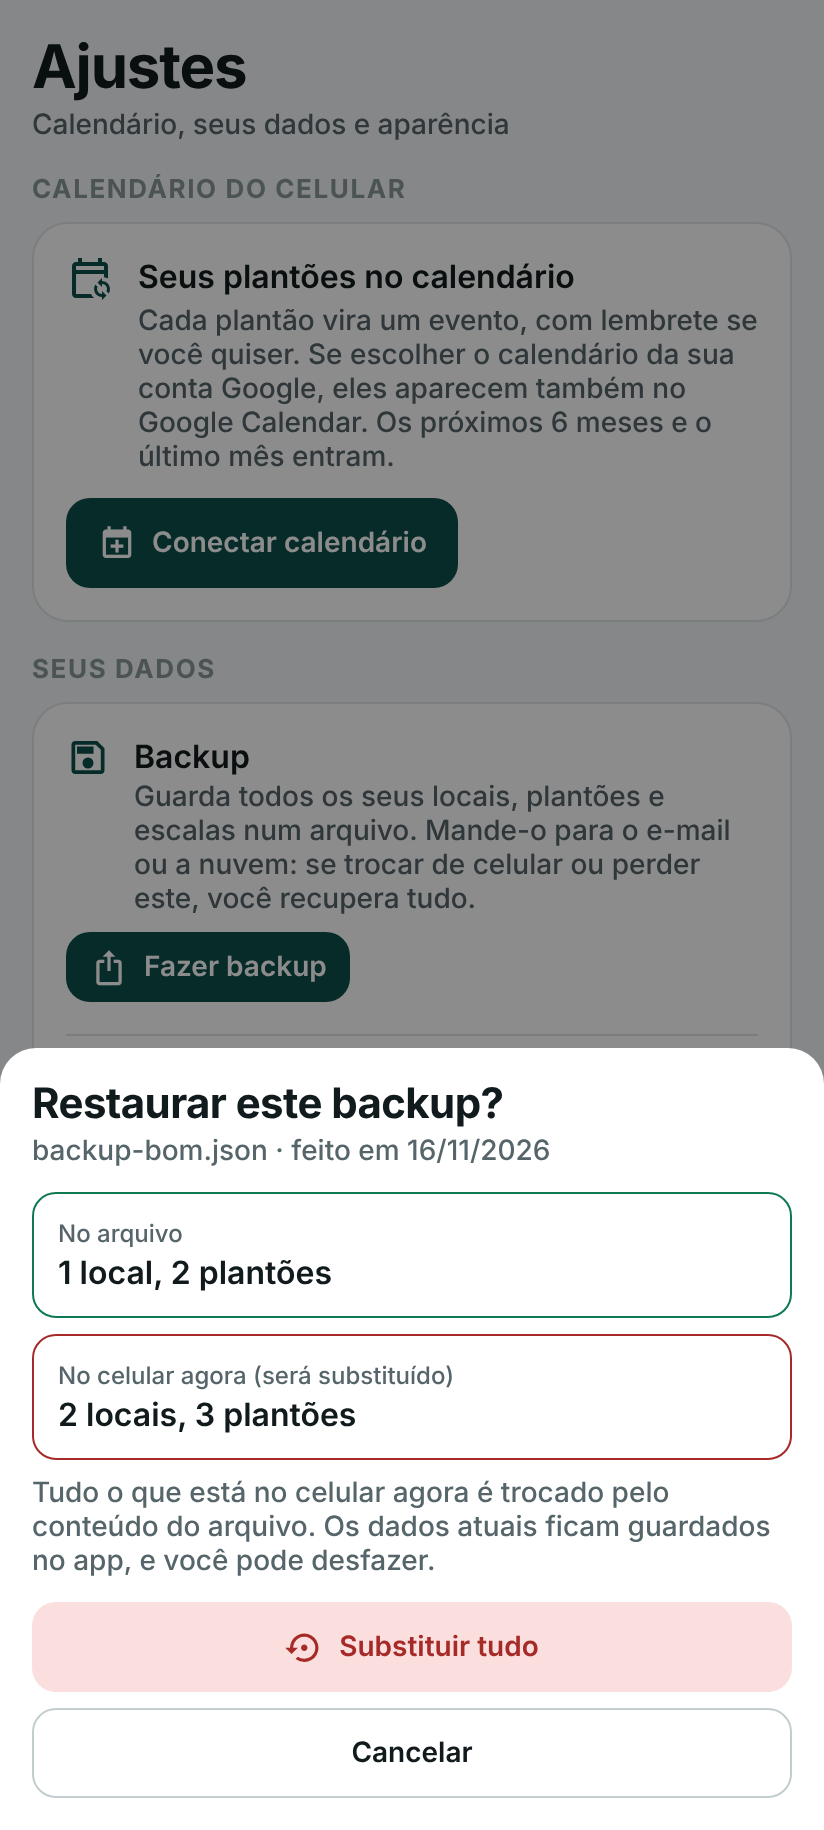 Ajustes
Calendário, seus dados e aparência
CALENDÁRIO DO CELULAR
Seus plantões no calendário
Cada plantão vira um evento, com lembrete se
você quiser. Se escolher o calendário da sua
conta Google, eles aparecem também no
Google Calendar. Os próximos 6 meses e o
último mês entram.
Conectar calendário
SEUS DADOS
Backup
Guarda todos os seus locais, plantões e
escalas num arquivo. Mande-o para o e-mail
ou a nuvem: se trocar de celular ou perder
este, você recupera tudo.
Fazer backup
Restaurar este backup?
backup-bom.json · feito em 16/11/2026
No arquivo
1 local, 2 plantões
No celular agora (será substituído)
2 locais, 3 plantões
Tudo o que está no celular agora é trocado pelo
conteúdo do arquivo. Os dados atuais ficam guardados
no app, e você pode desfazer.
Substituir tudo
Cancelar